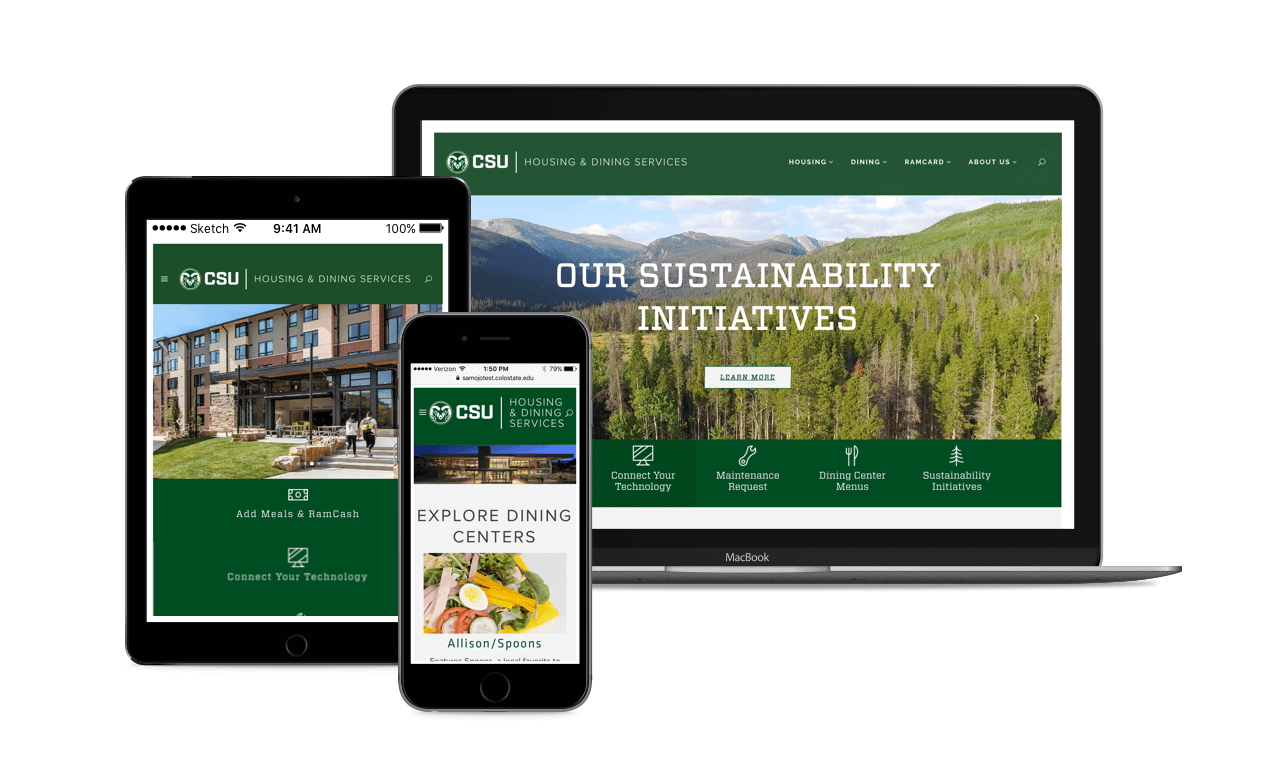 CSU HOUSING & DINING SERVICES
HOUSING DINING RAMCARD ABOUT US
OUR SUSTAINABILITY
INITIATIVES
LEARN MORE
Connect Your
Technology
Maintenance
Request
Dining Center
Menus
Sustainability
Initiatives
MacBook
Sketch 9:41 AM 100%
CSU HOUSING & DINING SERVICES
Add Meals & RamCash
Connect Your Technology
Verizon 1:50 PM 79%
samojotest.colostate.edu
CSU
HOUSING
& DINING
SERVICES
EXPLORE DINING
CENTERS
Allison/Spoons
Features Spoons, a local favorite to